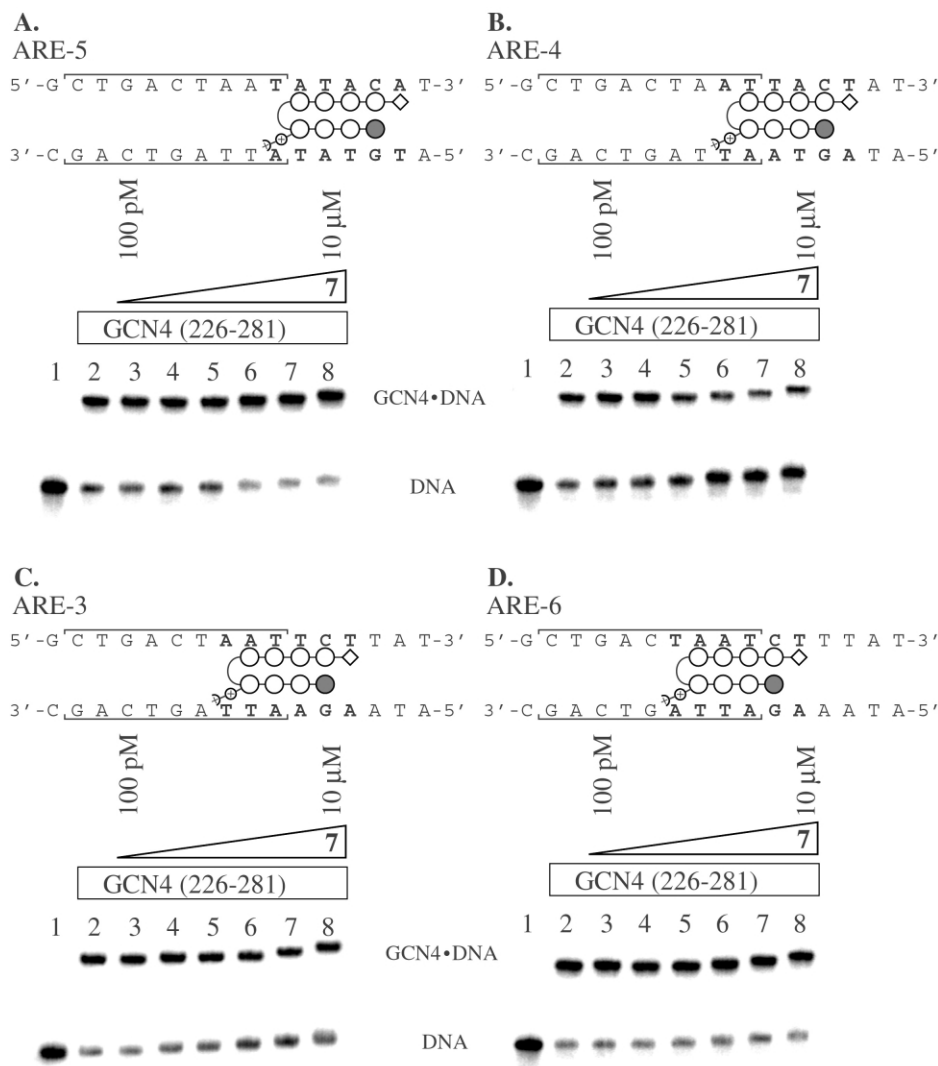 A.
ARE-5
5′-G C T G A C T A A T A T A C A T-3′
3′-C G A C T G A T T A T A T G T A-5′
100 pM
10 µM
7
GCN4 (226-281)
1 2 3 4 5 6 7 8
B.
ARE-4
5′-G C T G A C T A A T T A C T A T-3′
3′-C G A C T G A T T A A T G A T A-5′
100 pM
10 µM
7
GCN4 (226-281)
1 2 3 4 5 6 7 8
GCN4•DNA
DNA
C.
ARE-3
5′-G C T G A C T A A T T C T T A T-3′
3′-C G A C T G A T T A A G A A T A-5′
100 pM
10 µM
7
GCN4 (226-281)
1 2 3 4 5 6 7 8
D.
ARE-6
5′-G C T G A C T A A T C T T T A T-3′
3′-C G A C T G A T T A G A A A T A-5′
100 pM
10 µM
7
GCN4 (226-281)
1 2 3 4 5 6 7 8
GCN4•DNA
DNA